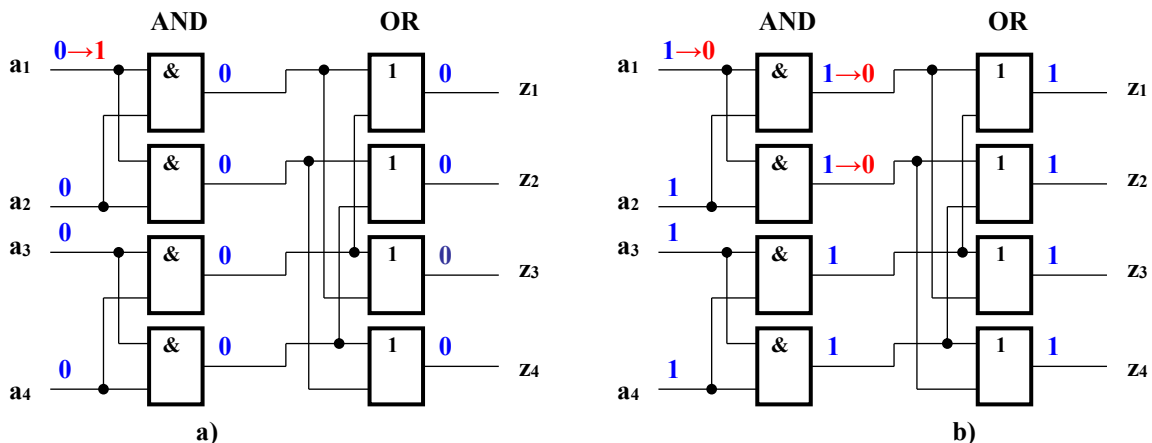 AND OR
0→1
a1 & 0 1 0 z1
& 0 1 0 z2
a2 0
a3 0
& 0 1 0 z3
& 0 1 0 z4
a4 0
a)
AND OR
1→0
a1 & 1→0 1 1 z1
& 1→0 1 1 z2
a2 1
a3 1
& 1 1 1 z3
& 1 1 1 z4
a4 1
b)